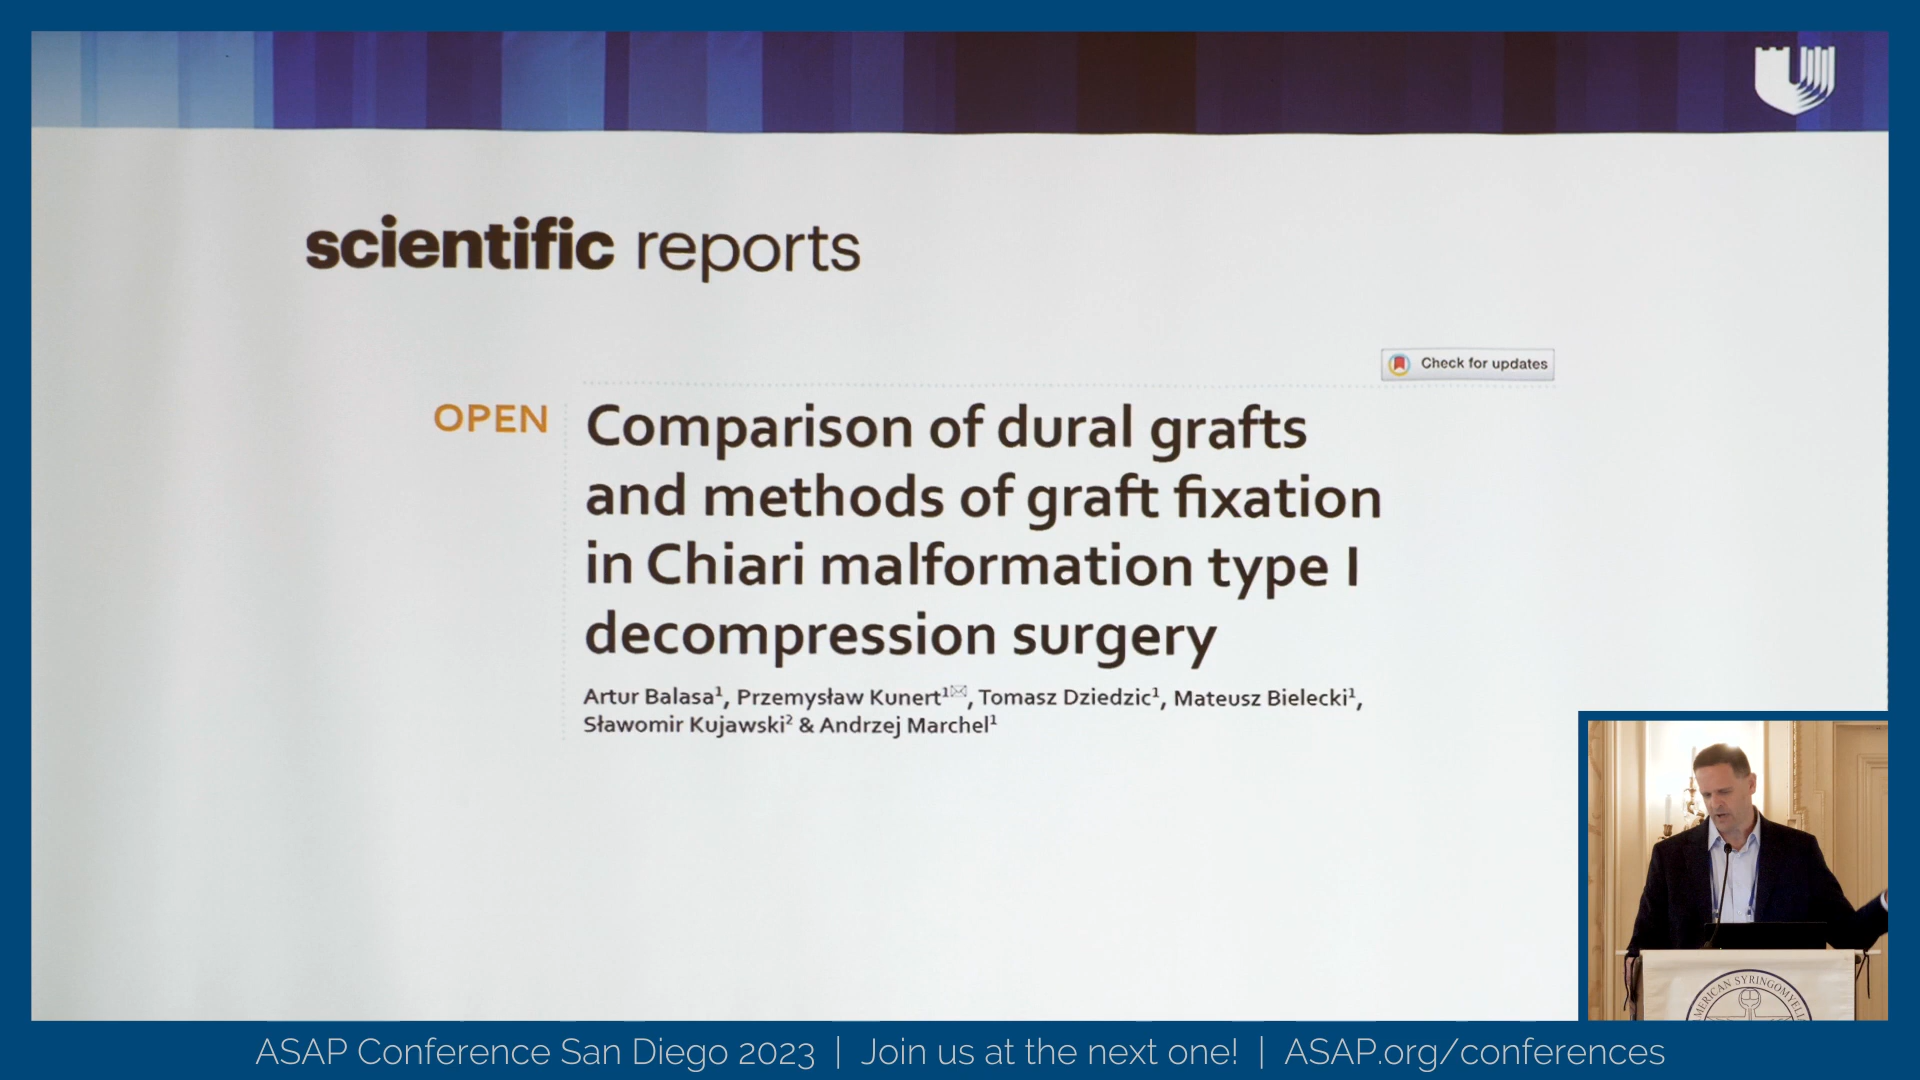 scientific reports
Check for updates
OPEN
Comparison of dural grafts
and methods of graft fixation
in Chiari malformation type I
decompression surgery
Artur Balasa¹, Przemysław Kunert¹✉, Tomasz Dziedzic¹, Mateusz Bielecki¹,
Sławomir Kujawski² & Andrzej Marchel¹
AMERICAN SYRINGOMYELI
ASAP Conference San Diego 2023 | Join us at the next one! | ASAP.org/conferences